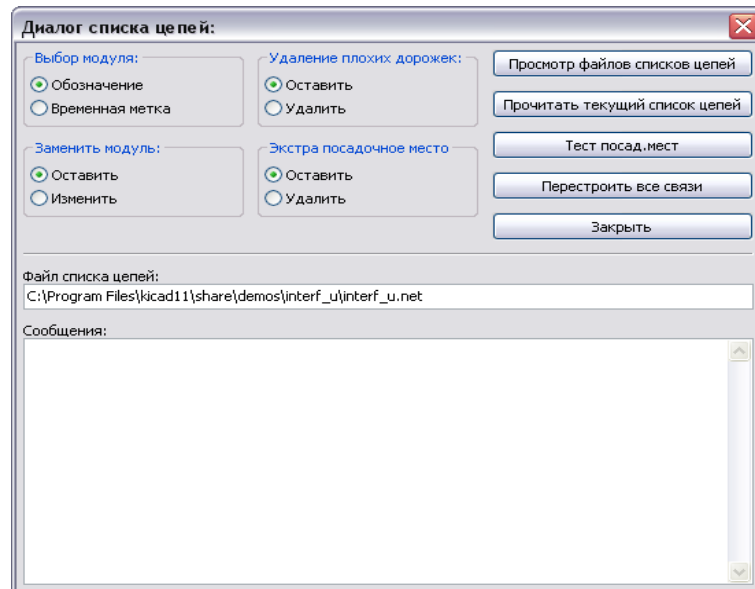 Диалог списка цепей:
Выбор модуля:
Обозначение
Временная метка
Удаление плохих дорожек:
Оставить
Удалить
Заменить модуль:
Оставить
Изменить
Экстра посадочное место
Оставить
Удалить
Просмотр файлов списков цепей
Прочитать текущий список цепей
Тест посад.мест
Перестроить все связи
Закрыть
Файл списка цепей:
C:\Program Files\kicad11\share\demos\interf_u\interf_u.net
Сообщения: